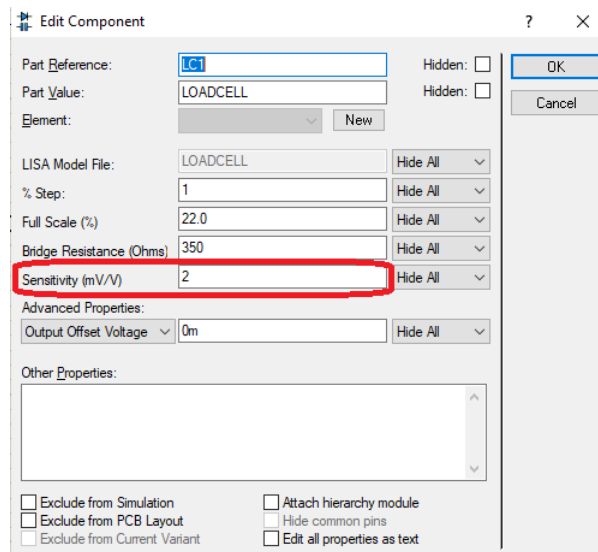 Edit Component ? ×
Part Reference: LC1 Hidden: OK
Part Value: LOADCELL Hidden: Cancel
Element: New
LISA Model File: LOADCELL Hide All
% Step: 1 Hide All
Full Scale (%) 22.0 Hide All
Bridge Resistance (Ohms) 350 Hide All
Sensitivity (mV/V) 2 Hide All
Advanced Properties:
Output Offset Voltage 0m Hide All
Other Properties:
Exclude from Simulation Attach hierarchy module
Exclude from PCB Layout Hide common pins
Exclude from Current Variant Edit all properties as text